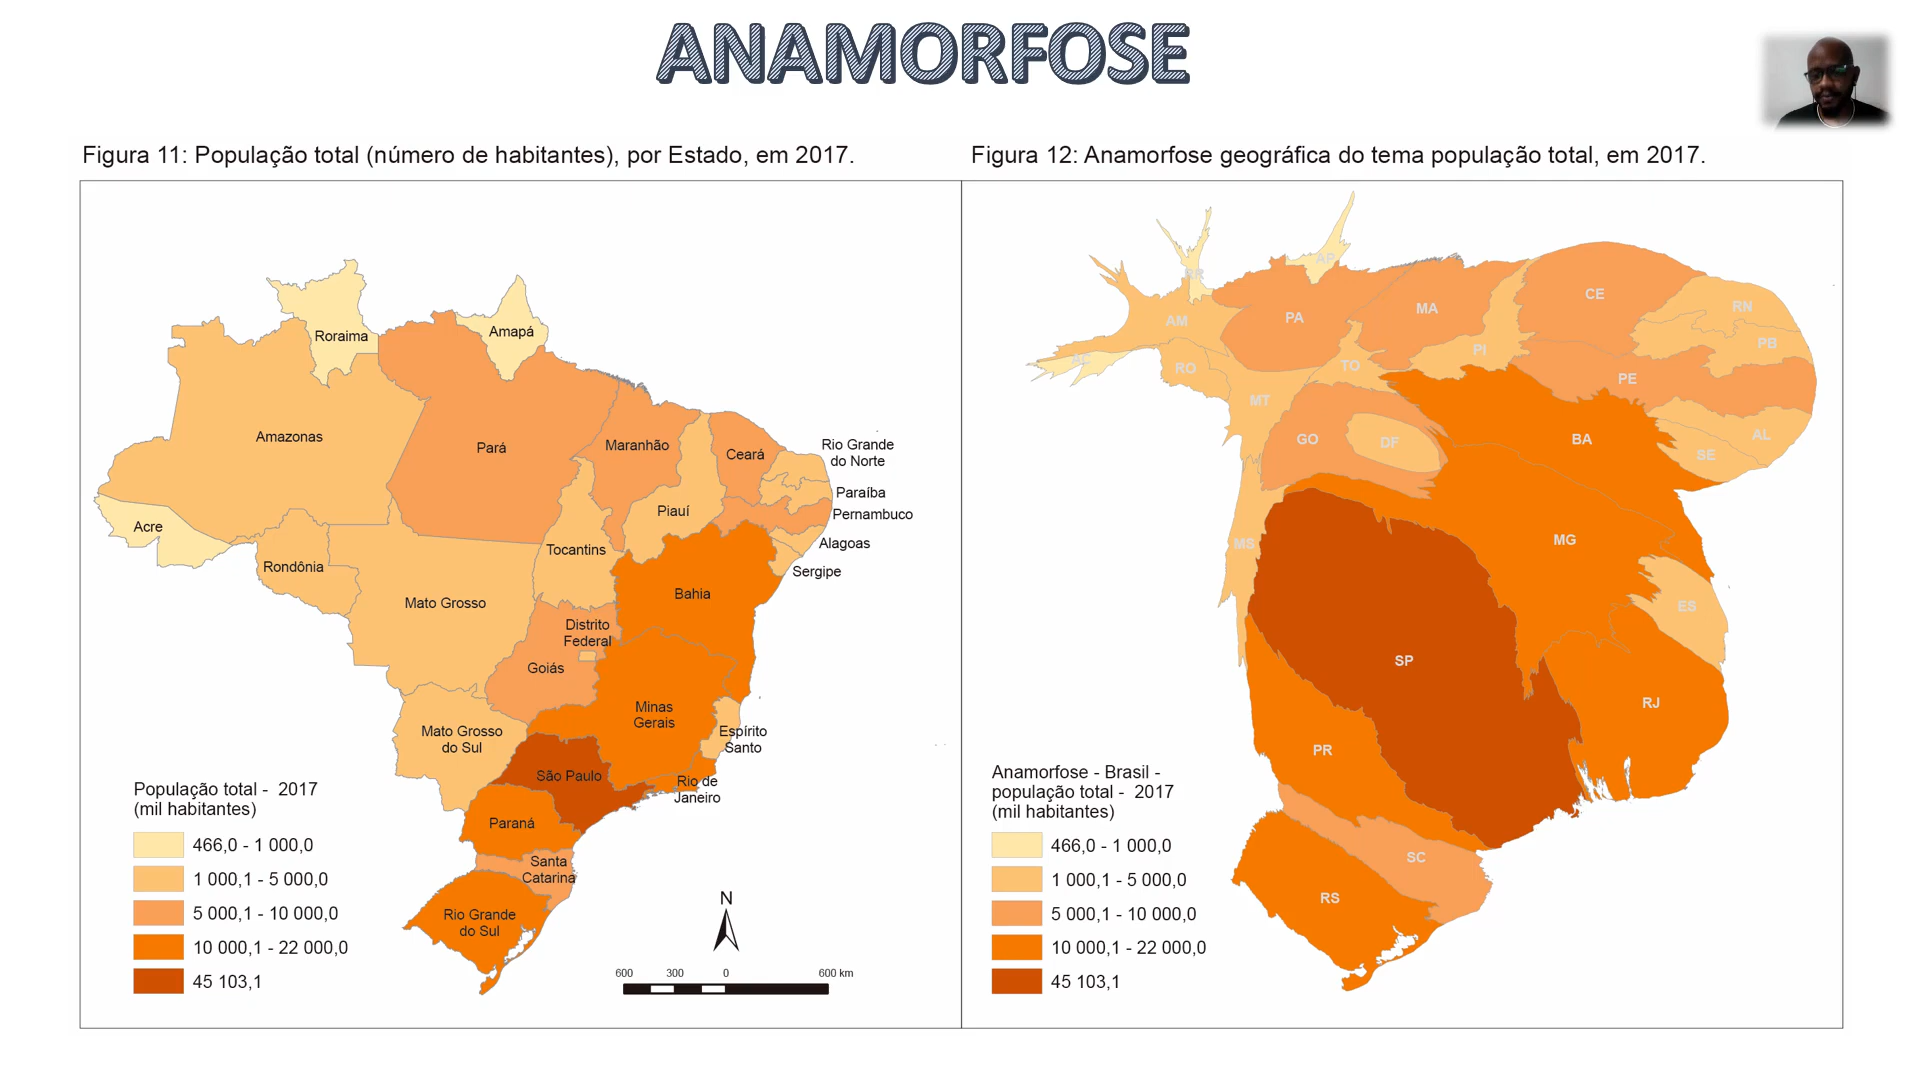 ANAMORFOSE
Figura 11: População total (número de habitantes), por Estado, em 2017.
Roraima
Amapá
Amazonas
Pará
Maranhão
Ceará
Rio Grande
do Norte
Paraíba
Pernambuco
Piauí
Acre
Alagoas
Tocantins
Rondônia
Sergipe
Bahia
Mato Grosso
Distrito
Federal
Goiás
Minas
Gerais
Mato Grosso
do Sul
Espírito
Santo
São Paulo
Rio de
Janeiro
Paraná
Santa
Catarina
Rio Grande
do Sul
População total - 2017
(mil habitantes)
466,0 - 1 000,0
1 000,1 - 5 000,0
5 000,1 - 10 000,0
10 000,1 - 22 000,0
45 103,1
N
600 300 0 600 km
Figura 12: Anamorfose geográfica do tema população total, em 2017.
RR
AP
AM
PA
MA
CE
RN
PB
AC
RO
TO
PI
PE
MT
GO
DF
BA
AL
SE
MS
MG
ES
SP
RJ
PR
SC
RS
Anamorfose - Brasil -
população total - 2017
(mil habitantes)
466,0 - 1 000,0
1 000,1 - 5 000,0
5 000,1 - 10 000,0
10 000,1 - 22 000,0
45 103,1